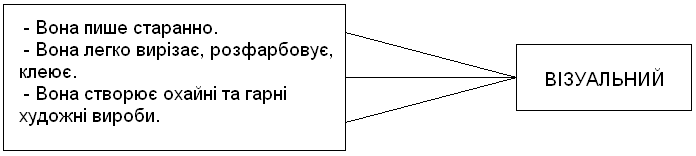 - Вона пише старанно.
- Вона легко вирізає, розфарбовує,
клеює.
- Вона створює охайні та гарні
художні вироби.
ВІЗУАЛЬНИЙ